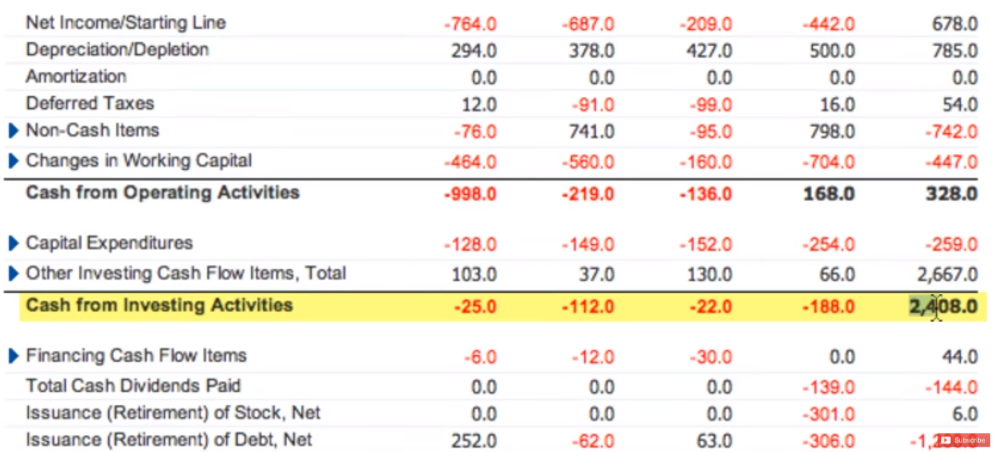 Net Income/Starting Line -764.0 -687.0 -209.0 -442.0 678.0
Depreciation/Depletion 294.0 378.0 427.0 500.0 785.0
Amortization 0.0 0.0 0.0 0.0 0.0
Deferred Taxes 12.0 -91.0 -99.0 16.0 54.0
Non-Cash Items -76.0 741.0 -95.0 798.0 -742.0
Changes in Working Capital -464.0 -560.0 -160.0 -704.0 -447.0
Cash from Operating Activities -998.0 -219.0 -136.0 168.0 328.0
Capital Expenditures -128.0 -149.0 -152.0 -254.0 -259.0
Other Investing Cash Flow Items, Total 103.0 37.0 130.0 66.0 2,667.0
Cash from Investing Activities -25.0 -112.0 -22.0 -188.0 2,408.0
Financing Cash Flow Items -6.0 -12.0 -30.0 0.0 44.0
Total Cash Dividends Paid 0.0 0.0 0.0 -139.0 -144.0
Issuance (Retirement) of Stock, Net 0.0 0.0 0.0 -301.0 6.0
Issuance (Retirement) of Debt, Net 252.0 -62.0 63.0 -306.0
Subscribe